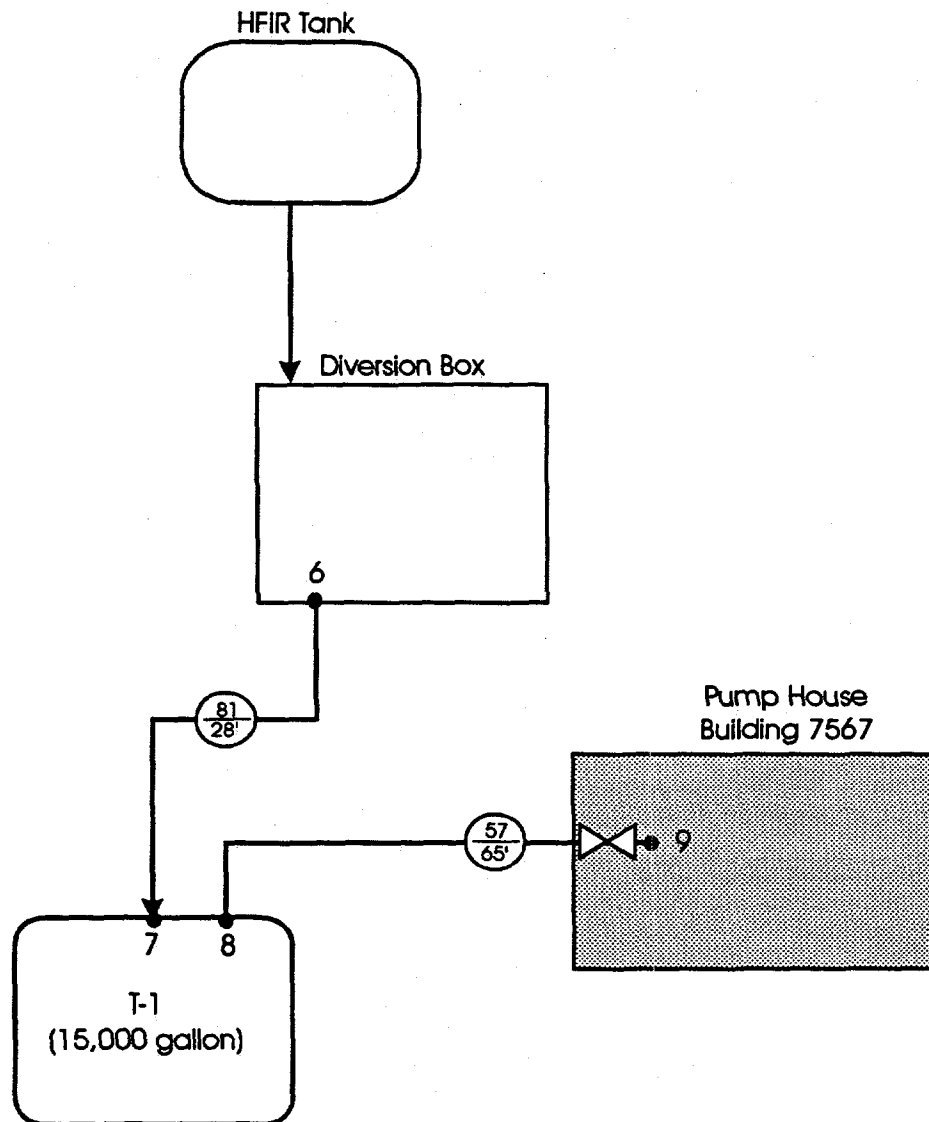 HFIR Tank
Diversion Box
6
81
28'
Pump House
Building 7567
57
65'
9
7
8
T-1
(15,000 gallon)